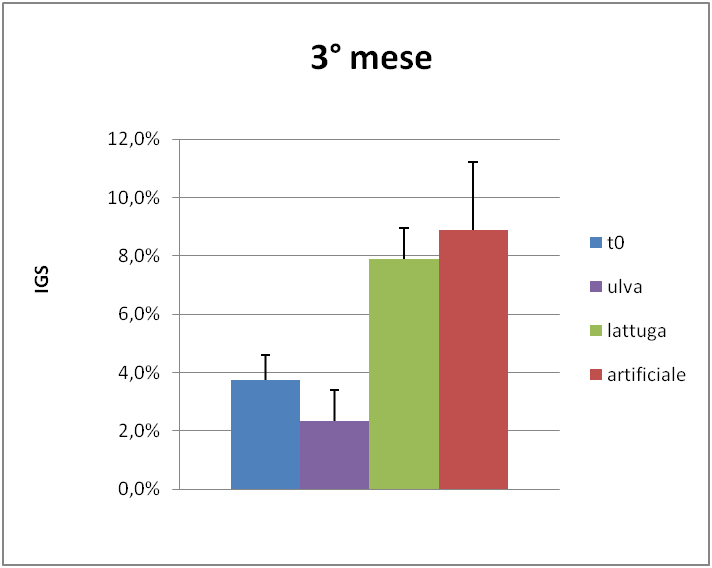 3° mese
12,0%
10,0%
8,0%
6,0%
4,0%
2,0%
0,0%
IGS
t0
ulva
lattuga
artificiale